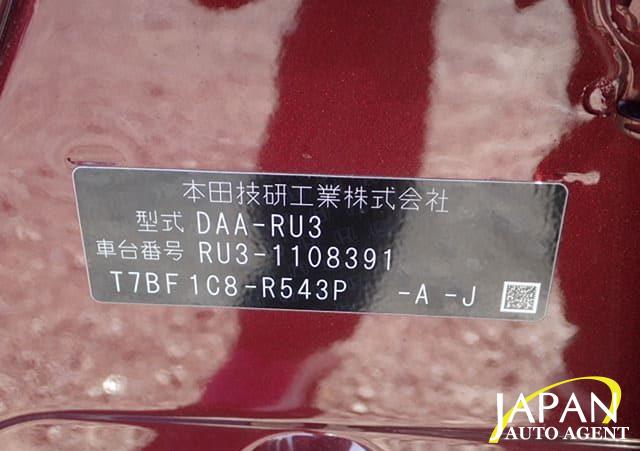 本田技研工業株式会社
型式 DAA-RU3
車台番号 RU3-1108391
T7BF1C8-R543P -A -J
JAPAN
AUTO AGENT